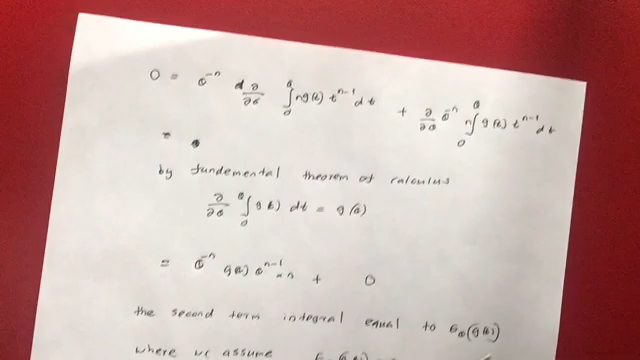 0 = θ^{-n} ∂/∂θ ∫_0^θ n g(t) t^{n-1} dt + ∂/∂θ θ^{-n} n ∫_0^θ g(t) t^{n-1} dt
=
by fundemental theorem of calculus
∂/∂θ ∫_0^θ g(t) dt = g(θ)
= θ^{-n} g(θ) θ^{n-1} × n + 0
the second term integral equal to E_θ(g(t))
where we assume